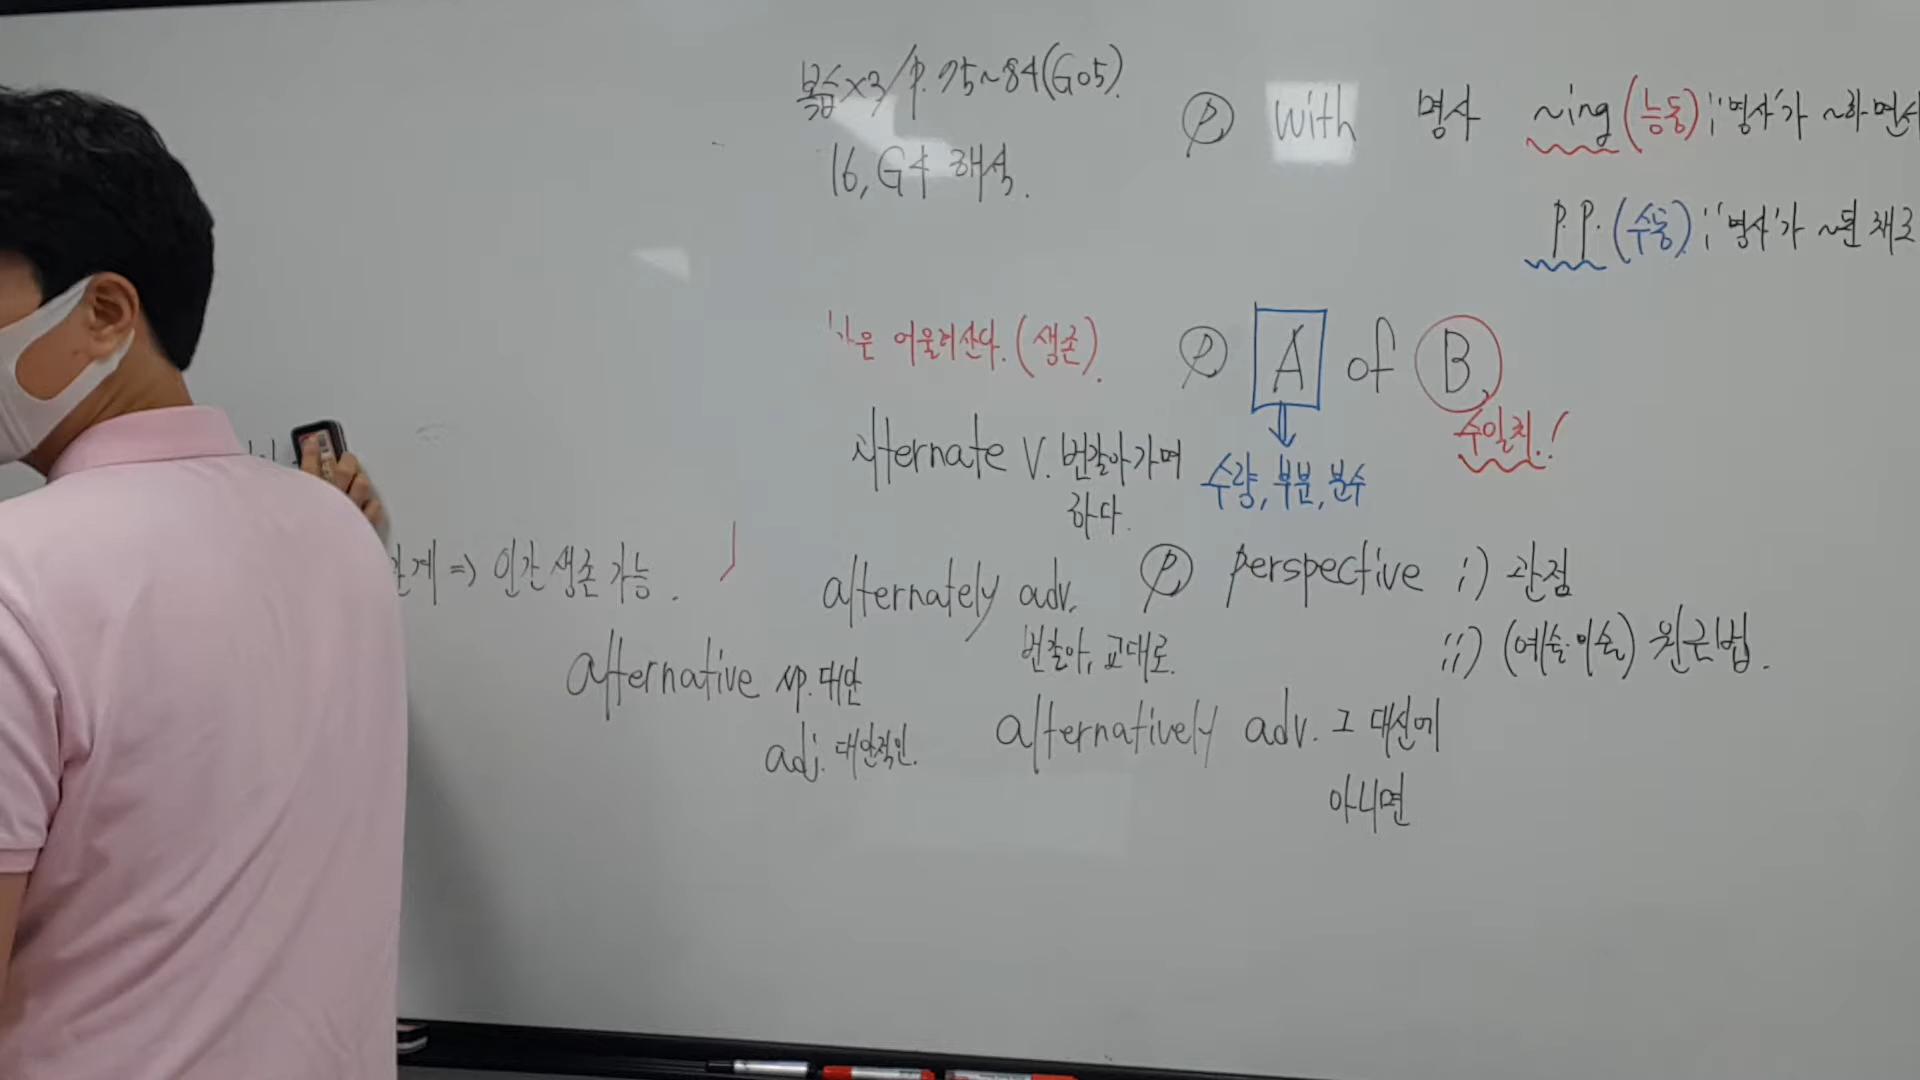 복습x3/p.75~84(G05).
16, G4 해석.
ⓟ with 명사 ~ing (능동) ; '명사'가 ~하면서
p.p. (수동) ; '명사'가 ~된 채로
은 어울려산다. (생존).
ⓟ A of B,
수일치!
수량, 부분, 분수
alternate v. 번갈아가며
하다.
관계 => 인간 생존 가능.
alternately adv.
번갈아, 교대로.
ⓟ perspective i) 관점
ii) (예술·미술) 원근법.
alternative n. 대안
adj. 대안적인.
alternatively adv. 그 대신에
아니면